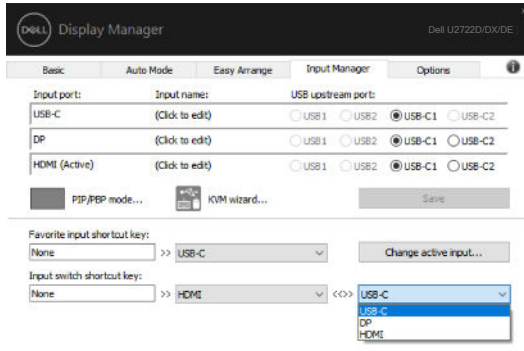 DELL Display Manager
Dell U2722D/DX/DE
Basic Auto Mode Easy Arrange Input Manager Options
Input port: Input name: USB upstream port:
USB-C (Click to edit) USB1 USB2 USB-C1 USB-C2
DP (Click to edit) USB1 USB2 USB-C1 USB-C2
HDMI (Active) (Click to edit) USB1 USB2 USB-C1 USB-C2
PIP/PBP mode... KVM wizard... Save
Favorite input shortcut key:
None >> USB-C Change active input...
Input switch shortcut key:
None >> HDMI <<>> USB-C
USB-C
DP
HDMI